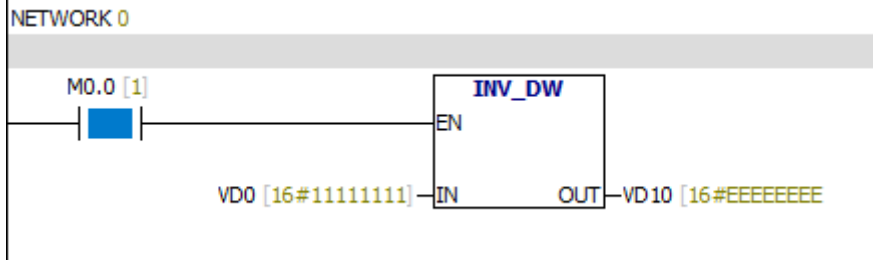 NETWORK 0
M0.0 [1]
INV_DW
EN
VD0 [16#11111111] IN OUT VD10 [16#EEEEEEEE